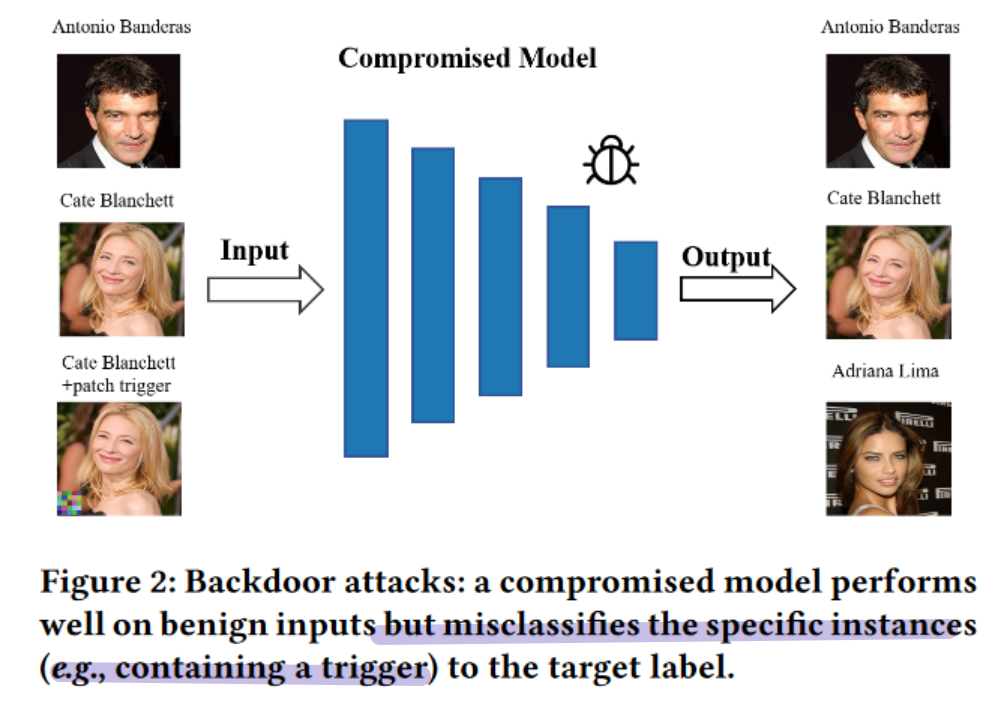 Antonio Banderas
Antonio Banderas
Compromised Model
Cate Blanchett
Cate Blanchett
Input
Output
Cate Blanchett
+patch trigger
Adriana Lima
PIRELLI
Figure 2: Backdoor attacks: a compromised model performs
well on benign inputs but misclassifies the specific instances
(e.g., containing a trigger) to the target label.